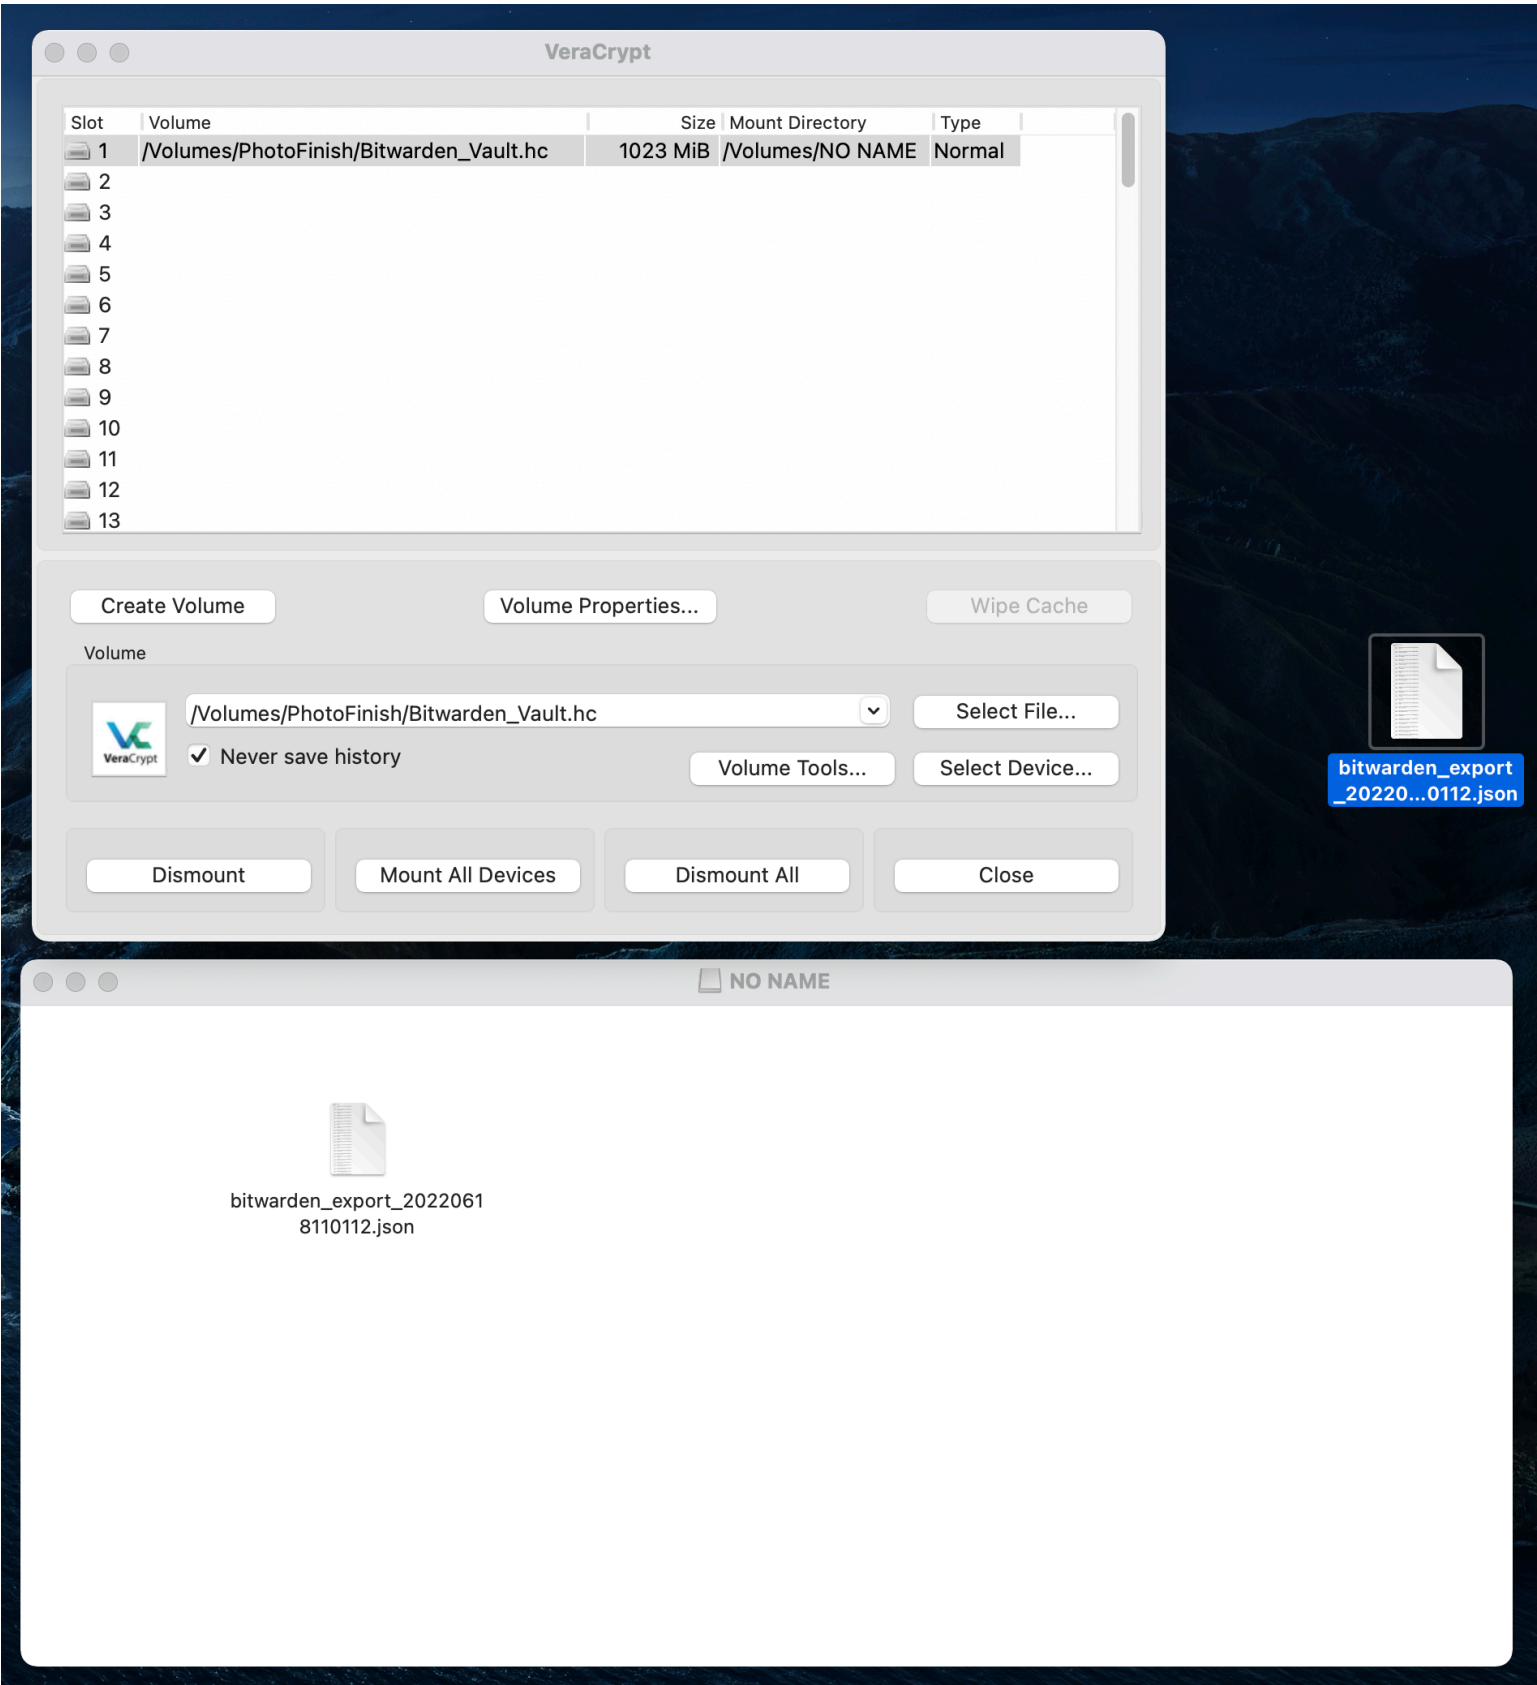 VeraCrypt
Slot Volume Size Mount Directory Type
1 /Volumes/PhotoFinish/Bitwarden_Vault.hc 1023 MiB /Volumes/NO NAME Normal
2
3
4
5
6
7
8
9
10
11
12
13
Create Volume Volume Properties... Wipe Cache
Volume
VC
VeraCrypt
/Volumes/PhotoFinish/Bitwarden_Vault.hc Select File...
Never save history
Volume Tools... Select Device...
Dismount Mount All Devices Dismount All Close
bitwarden_export
_20220...0112.json
NO NAME
bitwarden_export_2022061
8110112.json